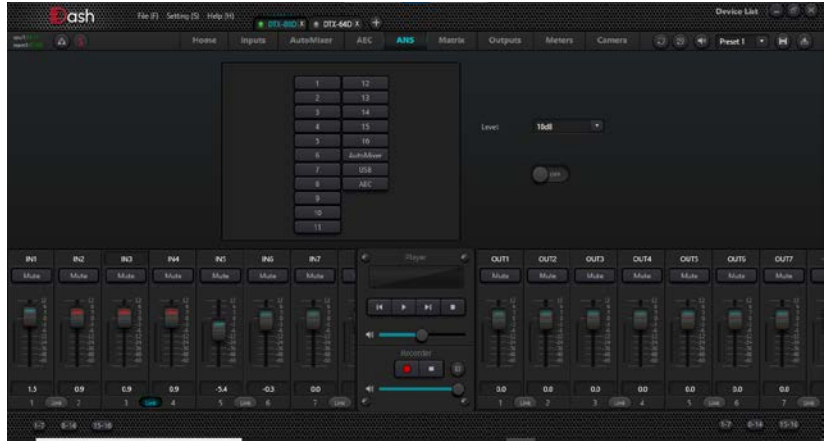 Dash File (F) Setting (S) Help (H) DTX-88D X DTX-64D X + Device List
Home Inputs AutoMixer AEC ANS Matrix Outputs Meters Camera Preset 1
1 12
2 13
3 14
4 15
5 16
6 AutoMixer
7 USB
8 AEC
9
10
11
Level: 18dB
OFF
IN1 IN2 IN3 IN4 IN5 IN6 IN7 Player OUT1 OUT2 OUT3 OUT4 OUT5 OUT6 OUT7
Mute Mute Mute Mute Mute Mute Mute Mute Mute Mute Mute Mute Mute Mute
Recorder
1.5 0.9 0.9 0.9 -5.4 -0.3 0.0 0.0 0.0 0.0 0.0 0.0 0.0 0.0
1 Link 2 3 Link 4 5 Link 6 7 Link 1 Link 2 3 Link 4 5 Link 6 7 Link
1-7 8-14 15-16 1-7 8-14 15-16